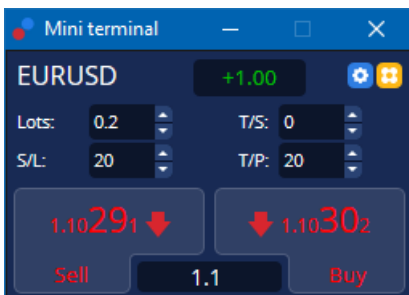 Mini terminal
EURUSD +1.00
Lots: 0.2 T/S: 0
S/L: 20 T/P: 20
1.10291 1.10302
Sell 1.1 Buy